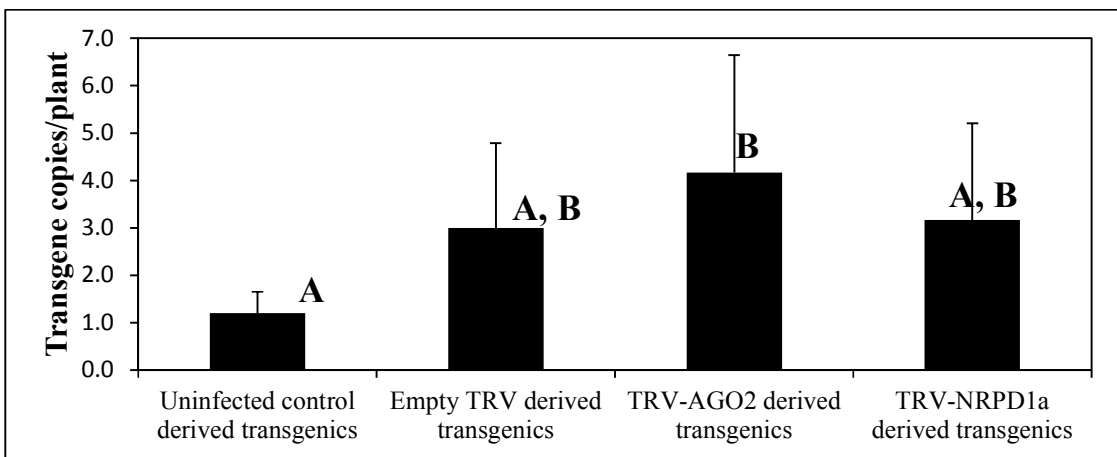 Transgene copies/plant
7.0
6.0
5.0
4.0
3.0
2.0
1.0
0.0
A
A, B
B
A, B
Uninfected control
derived transgenics
Empty TRV derived
transgenics
TRV-AGO2 derived
transgenics
TRV-NRPD1a
derived transgenics